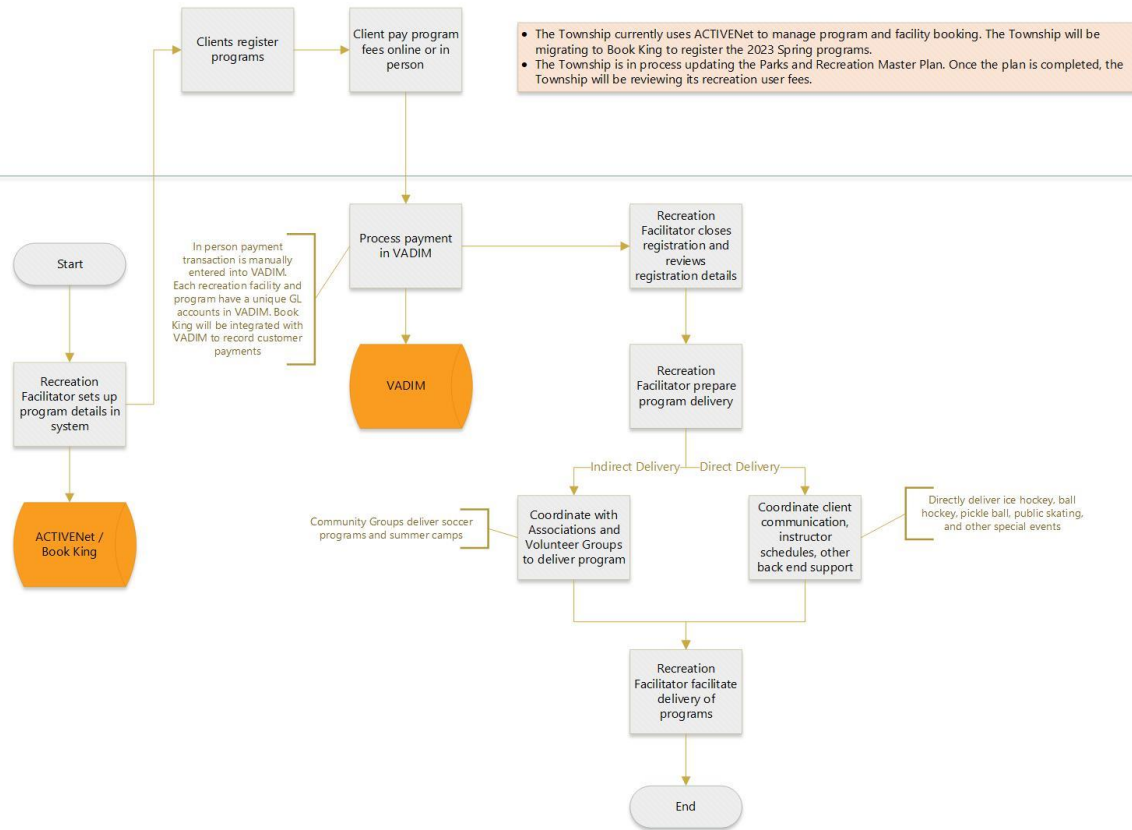 Clients register
programs
Client pay program
fees online or in
person
• The Township currently uses ACTIVENet to manage program and facility booking. The Township will be
migrating to Book King to register the 2023 Spring programs.
• The Township is in process updating the Parks and Recreation Master Plan. Once the plan is completed, the
Township will be reviewing its recreation user fees.
Start
In person payment
transaction is manually
entered into VADIM.
Each recreation facility and
program have a unique GL
accounts in VADIM. Book
King will be integrated with
VADIM to record customer
payments
Process payment
in VADIM
Recreation
Facilitator closes
registration and
reviews
registration details
Recreation
Facilitator sets up
program details in
system
VADIM
Recreation
Facilitator prepare
program delivery
Indirect Delivery
Direct Delivery
ACTIVENet /
Book King
Community Groups deliver soccer
programs and summer camps
Coordinate with
Associations and
Volunteer Groups
to deliver program
Coordinate client
communication,
instructor
schedules, other
back end support
Directly deliver ice hockey, ball
hockey, pickle ball, public skating,
and other special events
Recreation
Facilitator facilitate
delivery of
programs
End